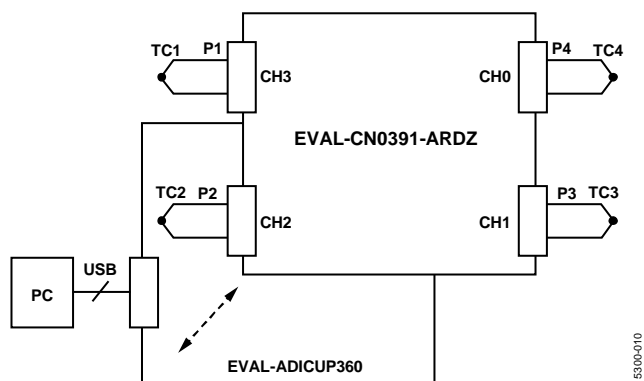 TC1 P1
CH3
P4 TC4
CH0
EVAL-CN0391-ARDZ
TC2 P2
CH2
P3 TC3
CH1
PC
USB
EVAL-ADICUP360
5300-010